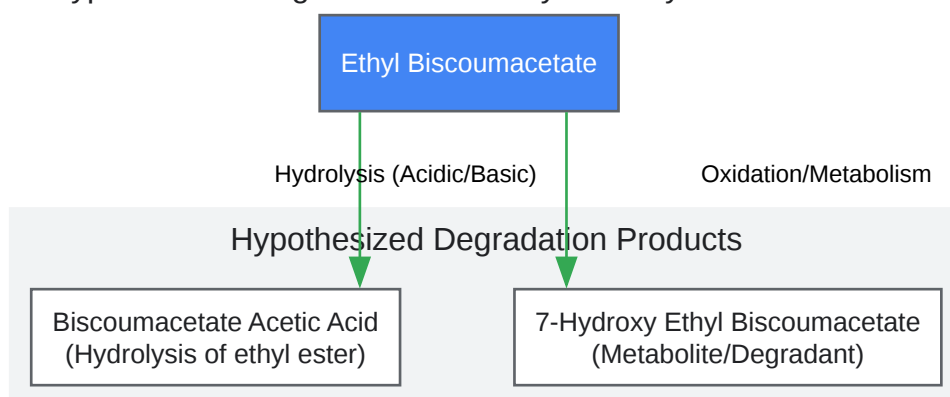 Ethyl Biscoumacetate
Hydrolysis (Acidic/Basic)
Oxidation/Metabolism
Hypothesized Degradation Products
Biscoumacetate Acetic Acid
(Hydrolysis of ethyl ester)
7-Hydroxy Ethyl Biscoumacetate
(Metabolite/Degradant)